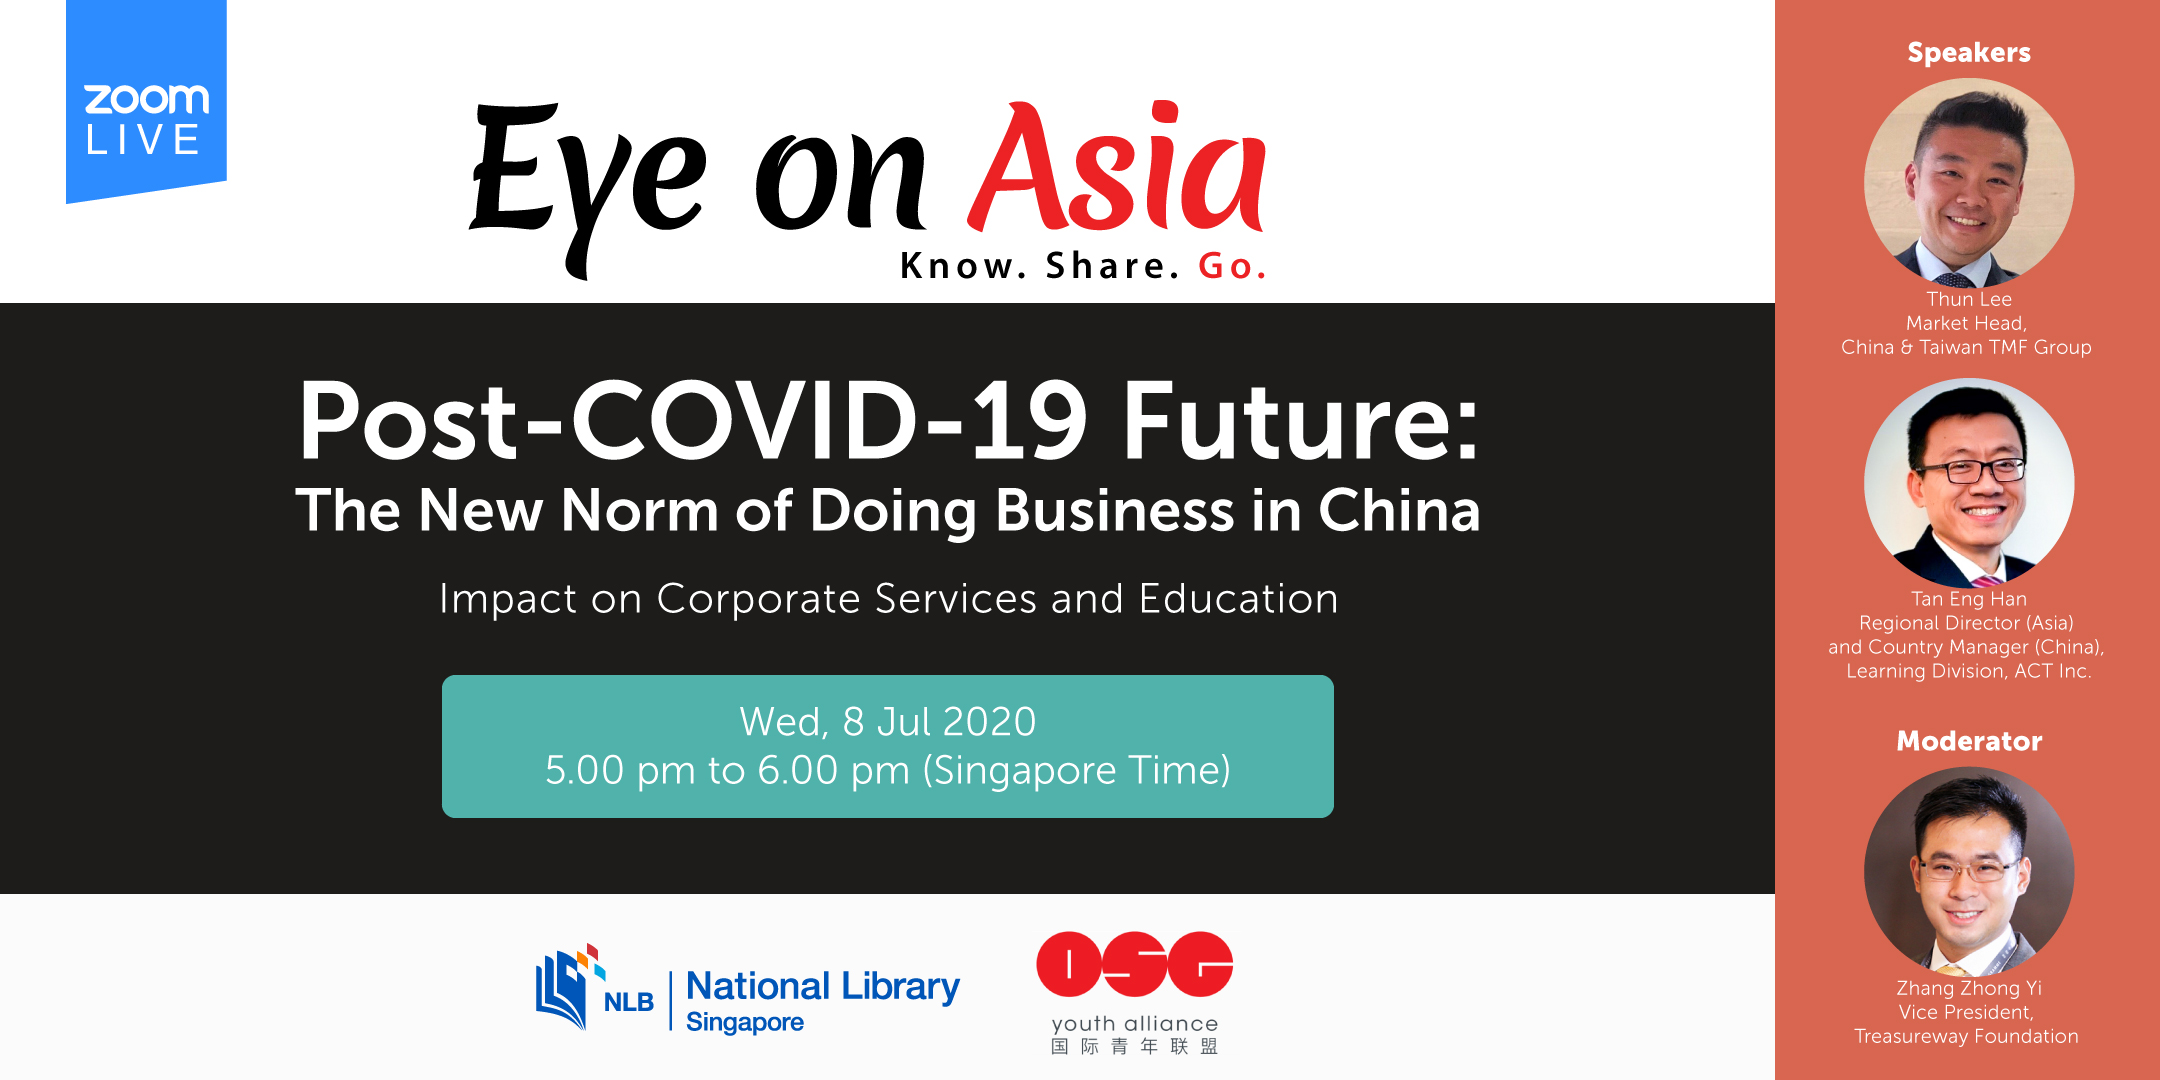 zoom
LIVE
Eye on Asia
Know. Share. Go.
Post-COVID-19 Future:
The New Norm of Doing Business in China
Impact on Corporate Services and Education
Wed, 8 Jul 2020
5.00 pm to 6.00 pm (Singapore Time)
NLB
National Library
Singapore
OSG
youth alliance
国际青年联盟
Speakers
Thun Lee
Market Head,
China & Taiwan TMF Group
Tan Eng Han
Regional Director (Asia)
and Country Manager (China),
Learning Division, ACT Inc.
Moderator
Zhang Zhong Yi
Vice President,
Treasureway Foundation